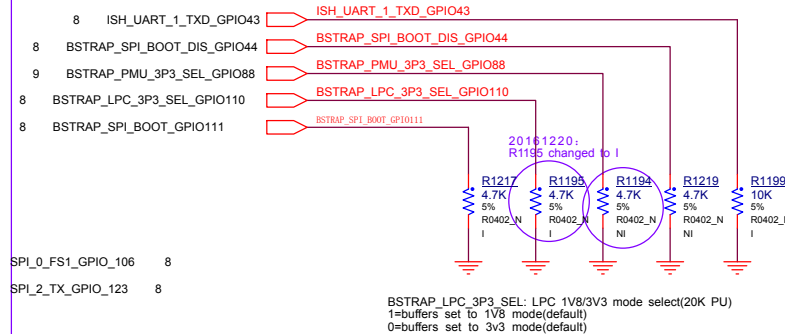 8 ISH_UART_1_TXD_GPIO43 ISH_UART_1_TXD_GPIO43
8 BSTRAP_SPI_BOOT_DIS_GPIO44 BSTRAP_SPI_BOOT_DIS_GPIO44
9 BSTRAP_PMU_3P3_SEL_GPIO88 BSTRAP_PMU_3P3_SEL_GPIO88
8 BSTRAP_LPC_3P3_SEL_GPIO110 BSTRAP_LPC_3P3_SEL_GPIO110
8 BSTRAP_SPI_BOOT_GPIO111 BSTRAP_SPI_BOOT_GPIO111
20161220:
R1195 changed to I
R1217 R1195 R1194 R1219 R1199
4.7K 4.7K 4.7K 4.7K 10K
5% 5% 5% 5% 5%
R0402_N R0402_N R0402_N R0402_N R0402_N
I I NI NI I
SPI_0_FS1_GPIO_106 8
SPI_2_TX_GPIO_123 8
BSTRAP_LPC_3P3_SEL: LPC 1V8/3V3 mode select(20K PU)
1=buffers set to 1V8 mode(default)
0=buffers set to 3v3 mode(default)